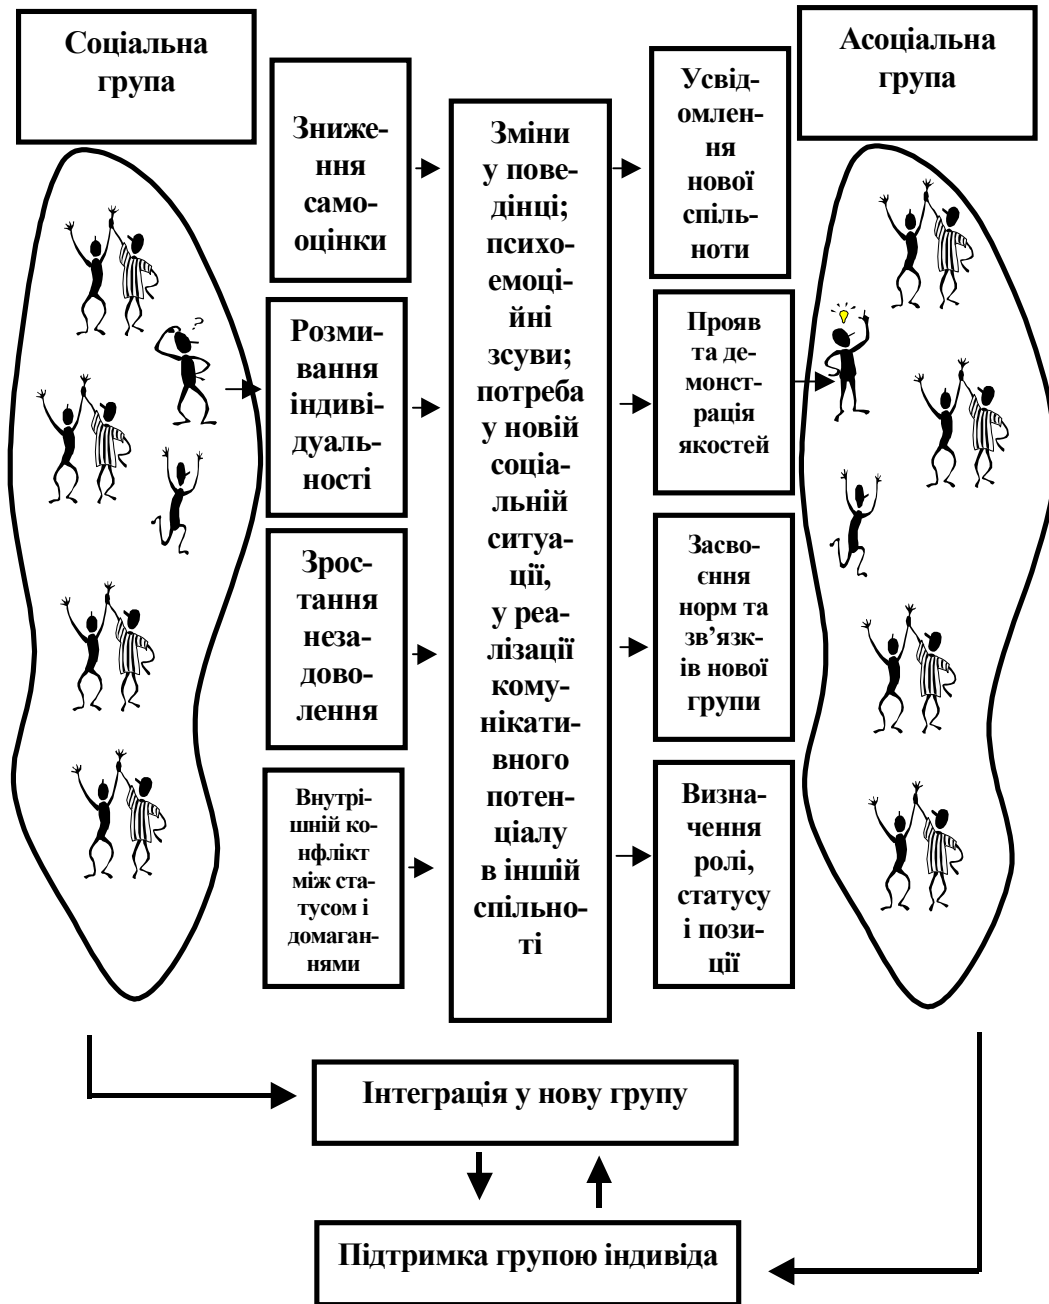 Соціальна
група
Зниже-
ння
само-
оцінки
Розми-
вання
індиві-
дуаль-
ності
Зрос-
тання
неза-
дово-
лення
Внутрі-
шній ко-
нфлікт
між ста-
тусом і
домаган-
нями
Зміни
у пове-
дінці;
психо-
емоці-
йні
зсуви;
потреба
у новій
соціа-
льній
ситуа-
ції,
у реа-
лізації
кому-
нікати-
вного
потен-
ціалу
в іншій
спільно-
ті
Усвід-
омлен-
ня
нової
спіль-
ноти
Прояв
та де-
монст-
рація
якостей
Засво-
єння
норм та
зв’язк-
ів нової
групи
Визна-
чення
ролі,
статусу
і пози-
ції
Асоціальна
група
?
Інтеграція у нову групу
Підтримка групою індивіда